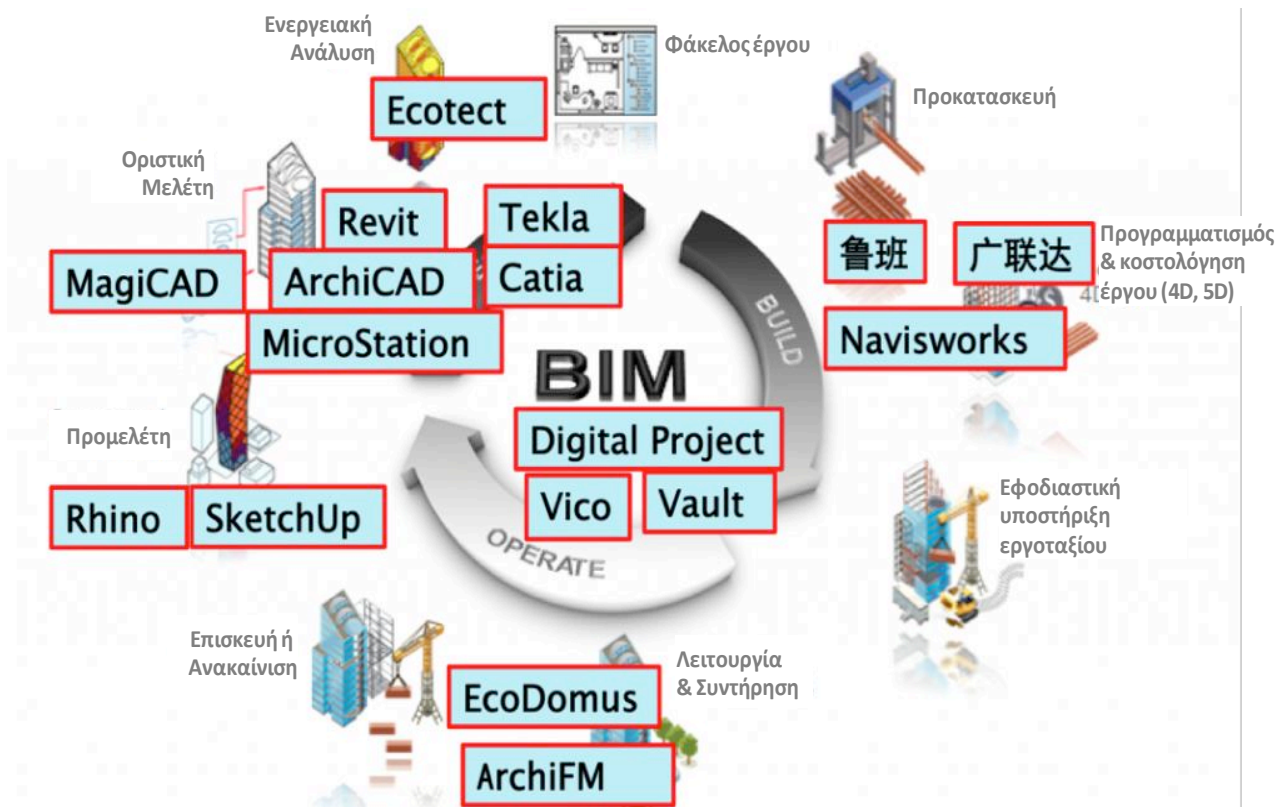 Ενεργειακή
Ανάλυση
Φάκελος έργου
Ecotect
Προκατασκευή
Οριστική
Μελέτη
Revit
Tekla
MagiCAD
ArchiCAD
Catia
MicroStation
鲁班
广联达
Προγραμματισμός
& κοστολόγηση
έργου (4D, 5D)
Navisworks
BUILD
BIM
Προμελέτη
Digital Project
Rhino
SketchUp
Vico
Vault
OPERATE
Εφοδιαστική
υποστήριξη
εργοταξίου
Επισκευή ή
Ανακαίνιση
Λειτουργία
& Συντήρηση
EcoDomus
ArchiFM